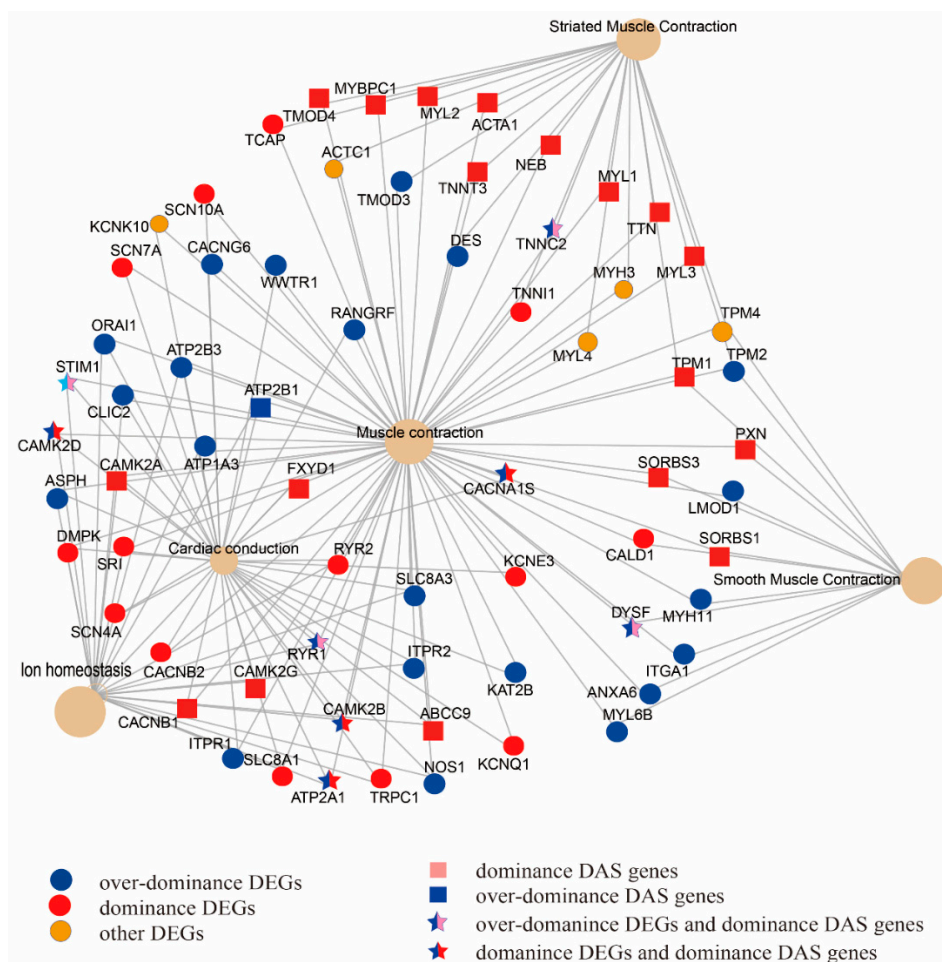 Striated Muscle Contraction
MYBPC1
TMOD4
MYL2
ACTA1
TCAP
ACTC1
NEB
TNNT3
MYL1
TMOD3
SCN10A
KCNK10
TTN
SCN7A
CACNG6
DES
TNNC2
WWTR1
MYH3
MYL3
TNNI1
RANGRF
TPM4
ORAI1
ATP2B3
MYL4
TPM1
TPM2
STIM1
ATP2B1
CLIC2
Muscle contraction
PXN
CAMK2D
CAMK2A
ATP1A3
FXYD1
SORBS3
ASPH
CACNA1S
LMOD1
DMPK
Cardiac conduction
RYR2
SORBS1
SRI
KCNE3
CALD1
SLC8A3
Smooth Muscle Contraction
SCN4A
DYSF
MYH11
RYR1
Ion homeostasis
CACNB2
CAMK2G
ITPR2
ITGA1
KAT2B
ANXA6
CACNB1
CAMK2B
ABCC9
MYL6B
ITPR1
SLC8A1
KCNQ1
NOS1
ATP2A1
TRPC1
over-dominance DEGs
dominance DEGs
other DEGs
dominance DAS genes
over-dominance DAS genes
over-domanince DEGs and dominance DAS genes
domanince DEGs and dominance DAS genes